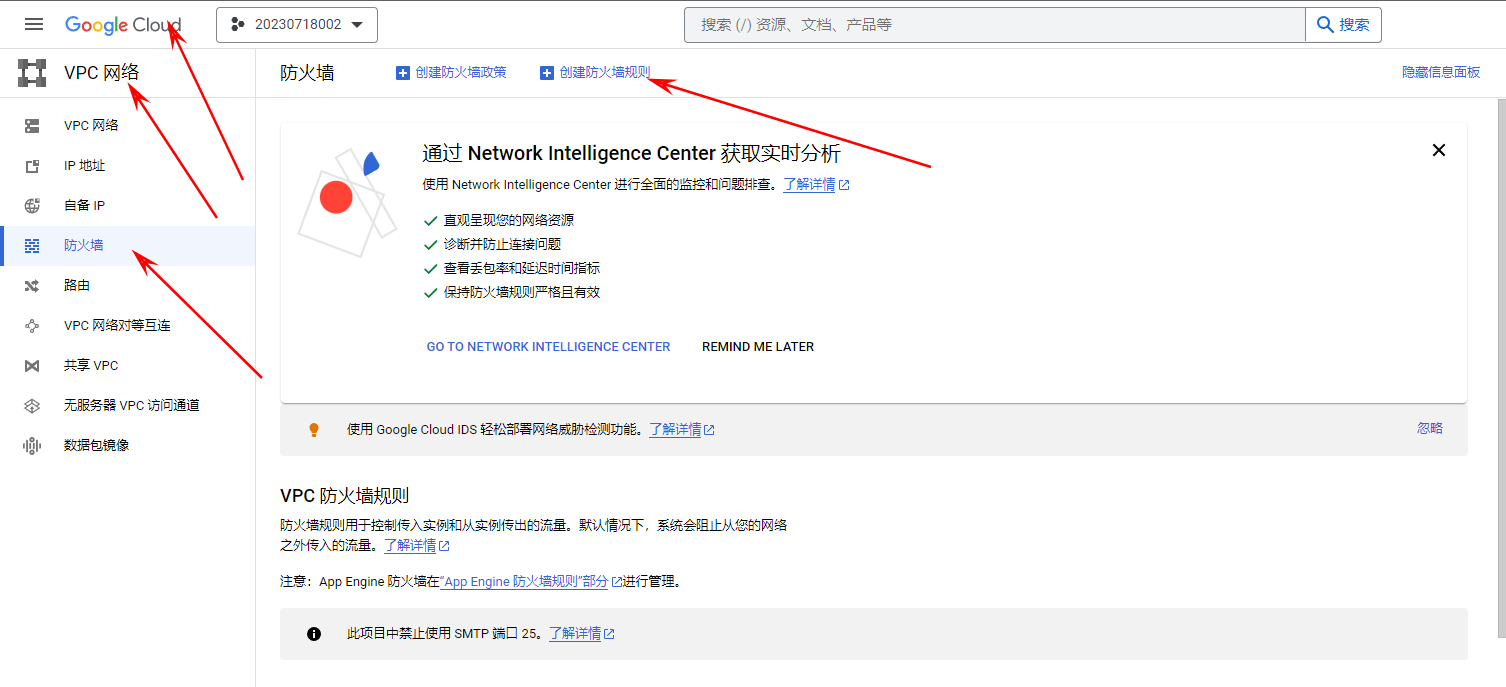 Google Cloud
20230718002
搜索 (/) 资源、文档、产品等
搜索
VPC 网络
防火墙
创建防火墙政策
创建防火墙规则
隐藏信息面板
VPC 网络
IP 地址
自备 IP
防火墙
路由
VPC 网络对等互连
共享 VPC
无服务器 VPC 访问通道
数据包镜像
通过 Network Intelligence Center 获取实时分析
使用 Network Intelligence Center 进行全面的监控和问题排查。了解详情
直观呈现您的网络资源
诊断并防止连接问题
查看丢包率和延迟时间指标
保持防火墙规则严格且有效
GO TO NETWORK INTELLIGENCE CENTER
REMIND ME LATER
使用 Google Cloud IDS 轻松部署网络威胁检测功能。了解详情
忽略
VPC 防火墙规则
防火墙规则用于控制传入实例和从实例传出的流量。默认情况下，系统会阻止从您的网络
之外传入的流量。了解详情
注意：App Engine 防火墙在“App Engine 防火墙规则”部分进行管理。
此项目中禁止使用 SMTP 端口 25。了解详情